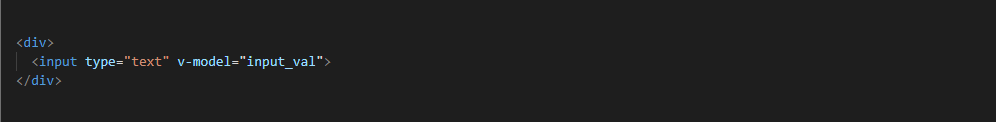 <div>
<input type="text" v-model="input_val">
</div>